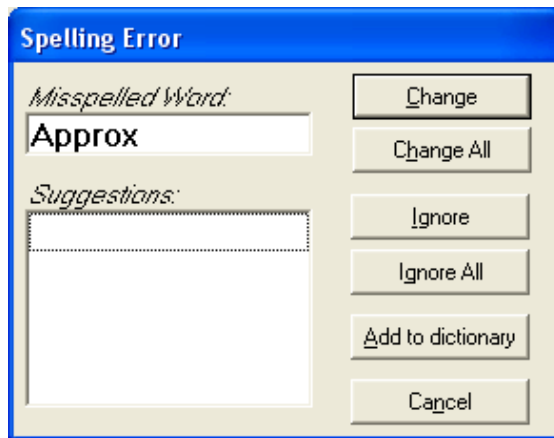 Spelling Error
Misspelled Word:
Approx
Suggestions:
Change
Change All
Ignore
Ignore All
Add to dictionary
Cancel